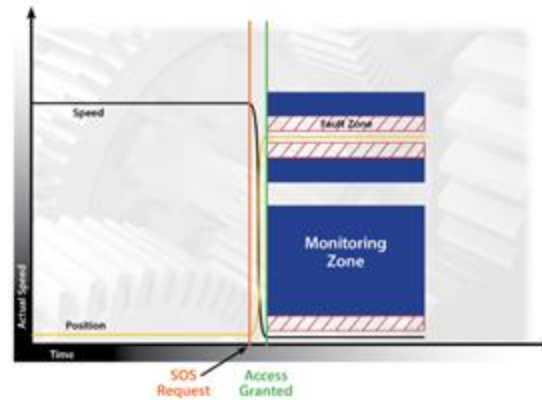 Speed
Fault Zone
Monitoring
Zone
Actual Speed
Position
Time
SOS
Request
Access
Granted